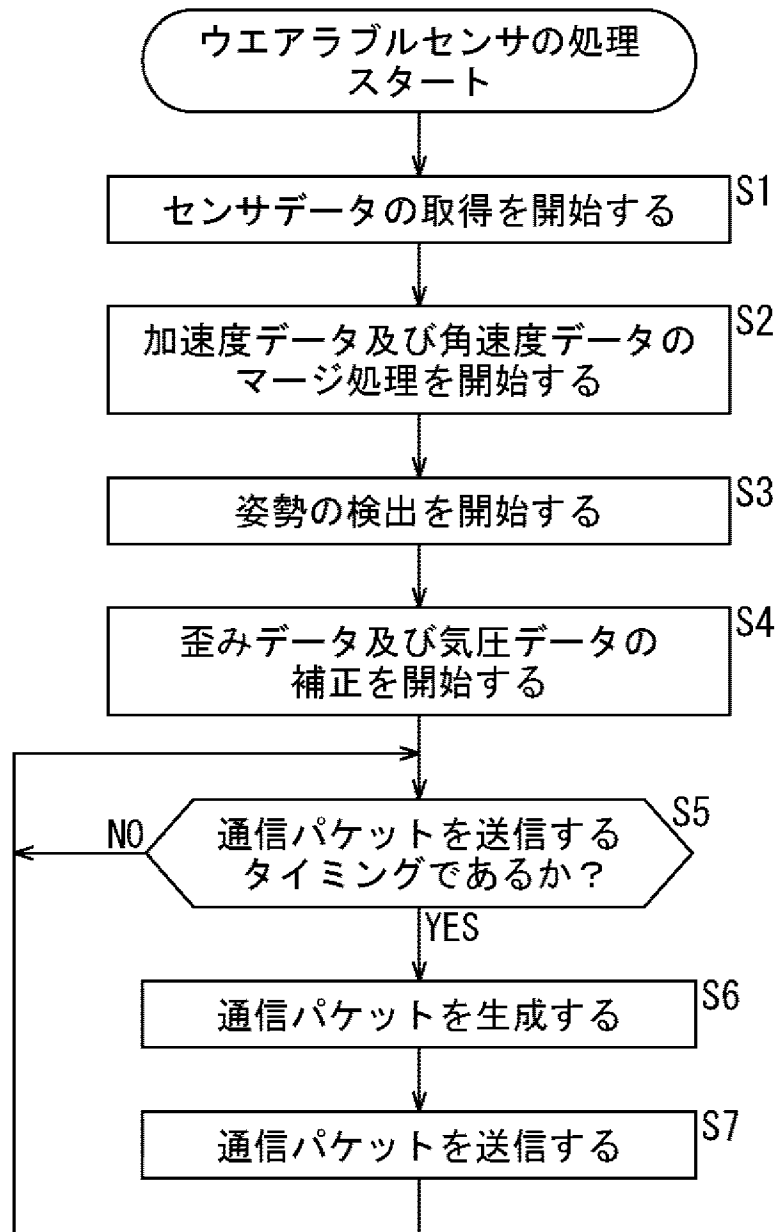 ウエアラブルセンサの処理
スタート
センサデータの取得を開始する
S1
加速度データ及び角速度データの
マージ処理を開始する
S2
姿勢の検出を開始する
S3
歪みデータ及び気圧データの
補正を開始する
S4
通信パケットを送信する
タイミングであるか？
S5
NO
YES
通信パケットを生成する
S6
通信パケットを送信する
S7